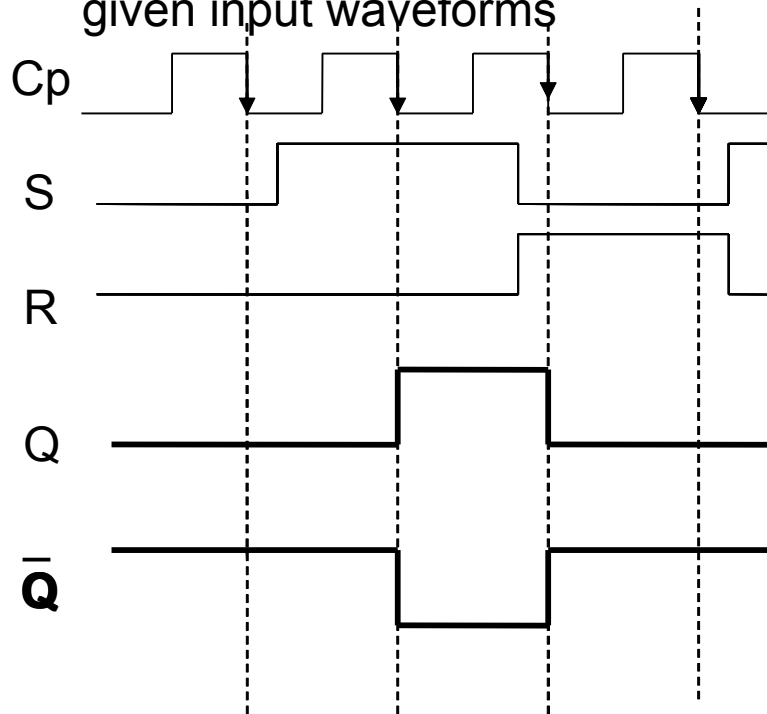 given input waveforms
Cp
S
R
Q
Q̅